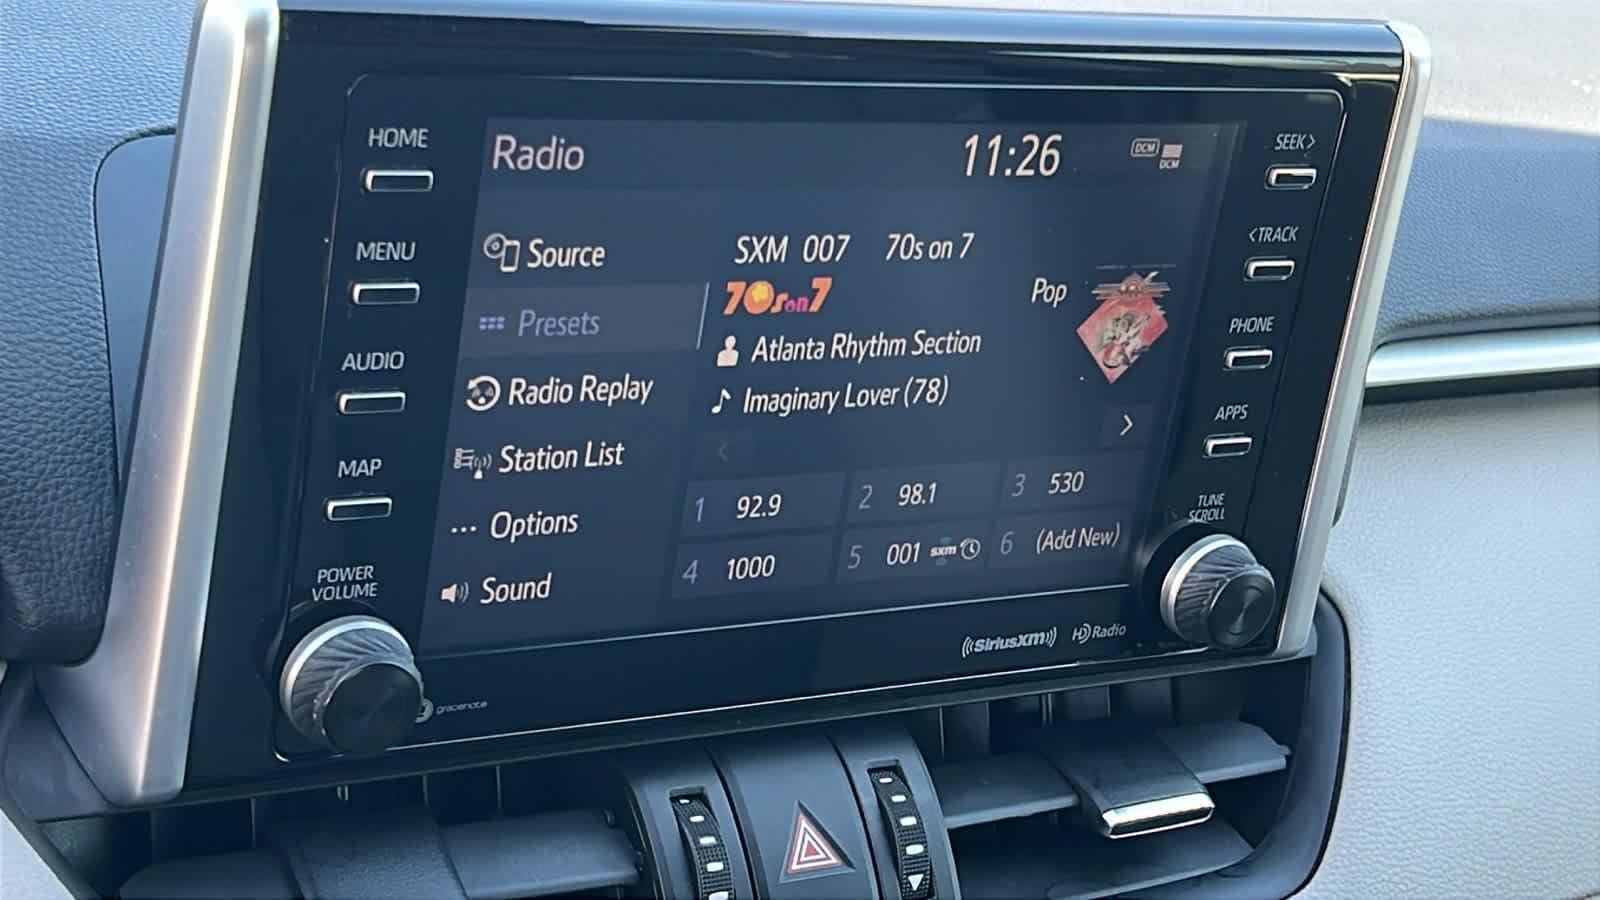 HOME
MENU
AUDIO
MAP
POWER
VOLUME
Radio
11:26
DCM
DCM
Source
Presets
Radio Replay
Station List
... Options
Sound
SXM 007 70s on 7
70s on 7
Pop
Atlanta Rhythm Section
Imaginary Lover (78)
<
>
1 92.9
2 98.1
3 530
4 1000
5 001 sxm
6 (Add New)
SEEK >
< TRACK
PHONE
APPS
TUNE
SCROLL
gracenote
((SiriusXM))
HD Radio